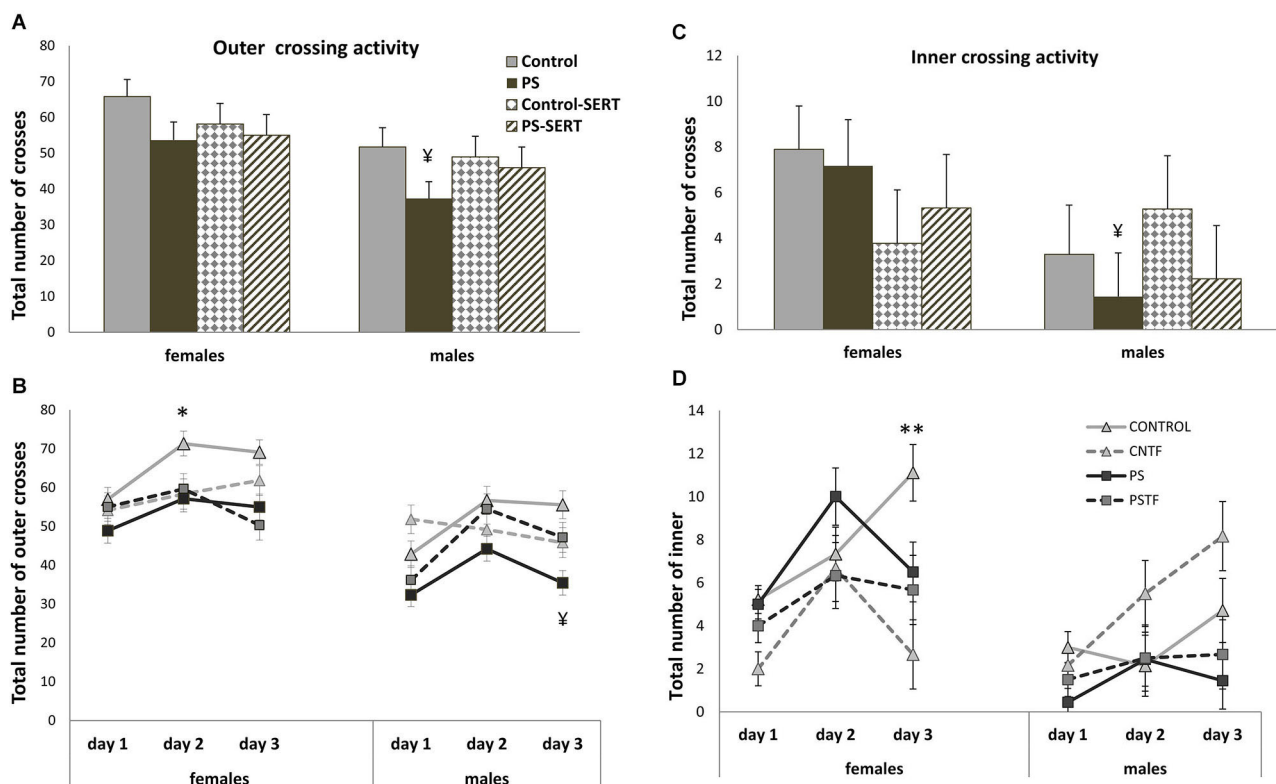 A
Outer crossing activity
Total number of crosses
80
70
60
50
40
30
20
10
0
Control
PS
Control-SERT
PS-SERT
¥
females
males
C
Inner crossing activity
Total number of crosses
12
10
8
6
4
2
0
¥
females
males
B
Total number of outer crosses
80
70
60
50
40
30
20
10
0
*
¥
day 1 day 2 day 3 day 1 day 2 day 3
females males
D
Total number of inner
14
12
10
8
6
4
2
0
**
CONTROL
CNTF
PS
PSTF
day 1 day 2 day 3 day 1 day 2 day 3
females males